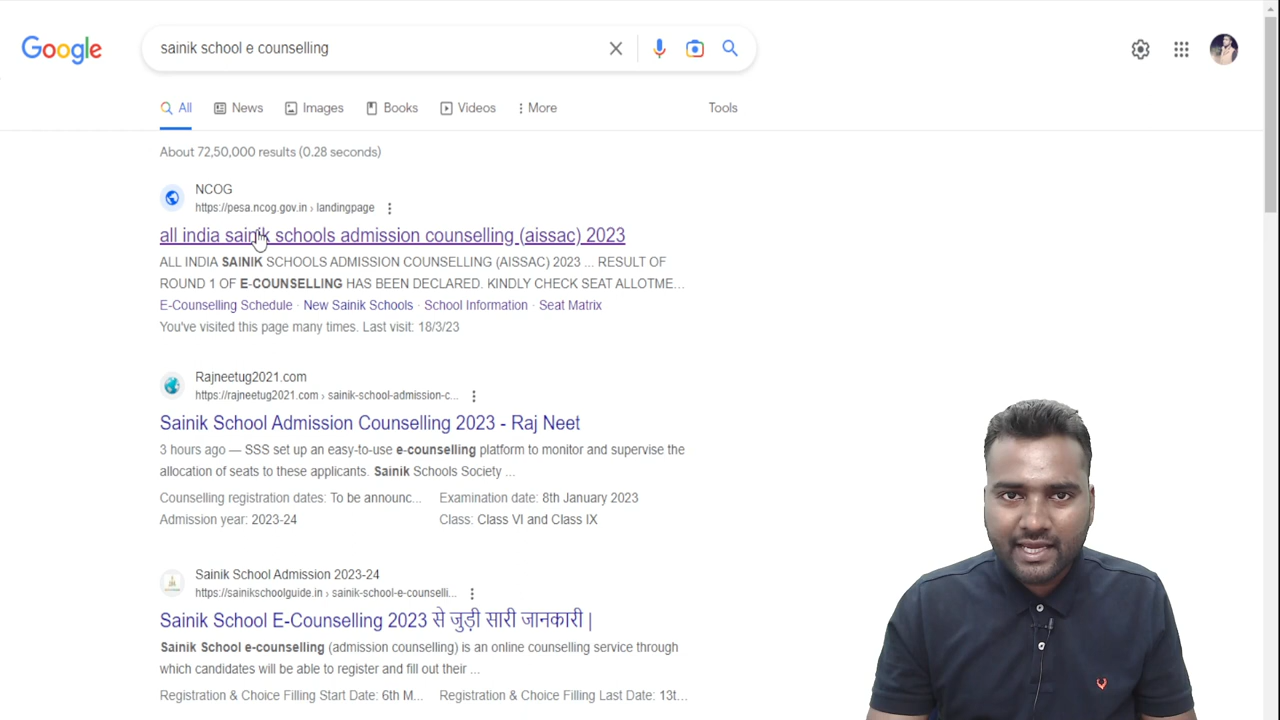 Google
sainik school e counselling
All
News
Images
Books
Videos
More
Tools
About 72,50,000 results (0.28 seconds)
NCOG
https://pesa.ncog.gov.in › landingpage
all india sainik schools admission counselling (aissac) 2023
ALL INDIA SAINIK SCHOOLS ADMISSION COUNSELLING (AISSAC) 2023 ... RESULT OF
ROUND 1 OF E-COUNSELLING HAS BEEN DECLARED. KINDLY CHECK SEAT ALLOTME...
E-Counselling Schedule · New Sainik Schools · School Information · Seat Matrix
You've visited this page many times. Last visit: 18/3/23
Rajneetug2021.com
https://rajneetug2021.com › sainik-school-admission-c...
Sainik School Admission Counselling 2023 - Raj Neet
3 hours ago — SSS set up an easy-to-use e-counselling platform to monitor and supervise the
allocation of seats to these applicants. Sainik Schools Society ...
Counselling registration dates: To be announc... Examination date: 8th January 2023
Admission year: 2023-24 Class: Class VI and Class IX
Sainik School Admission 2023-24
https://sainikschoolguide.in › sainik-school-e-counselli...
Sainik School E-Counselling 2023 से जुड़ी सारी जानकारी |
Sainik School e-counselling (admission counselling) is an online counselling service through
which candidates will be able to register and fill out their ...
Registration & Choice Filling Start Date: 6th M... Registration & Choice Filling Last Date: 13t...